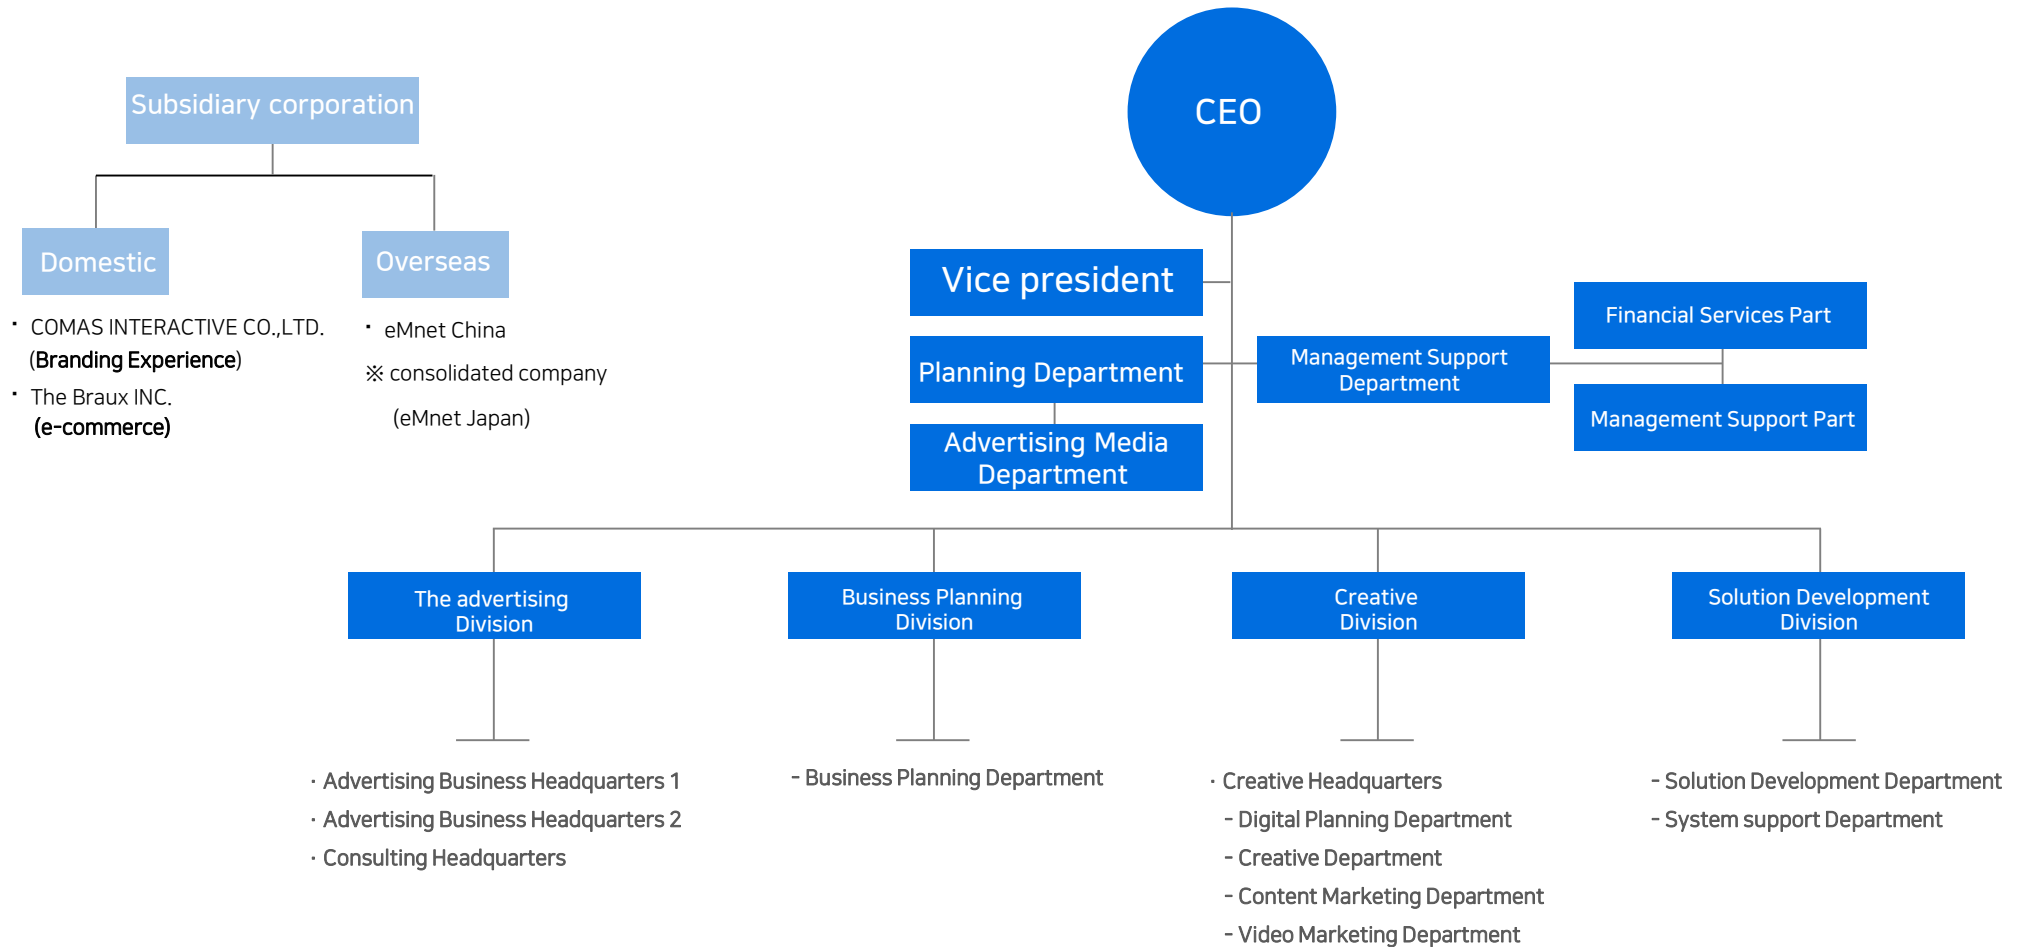 Subsidiary corporation
Domestic
· COMAS INTERACTIVE CO.,LTD.
(Branding Experience)
· The Braux INC.
(e-commerce)
Overseas
· eMnet China
※ consolidated company
(eMnet Japan)
CEO
Vice president
Planning Department
Advertising Media
Department
Management Support
Department
Financial Services Part
Management Support Part
The advertising
Division
· Advertising Business Headquarters 1
· Advertising Business Headquarters 2
· Consulting Headquarters
Business Planning
Division
- Business Planning Department
Creative
Division
· Creative Headquarters
- Digital Planning Department
- Creative Department
- Content Marketing Department
- Video Marketing Department
Solution Development
Division
- Solution Development Department
- System support Department